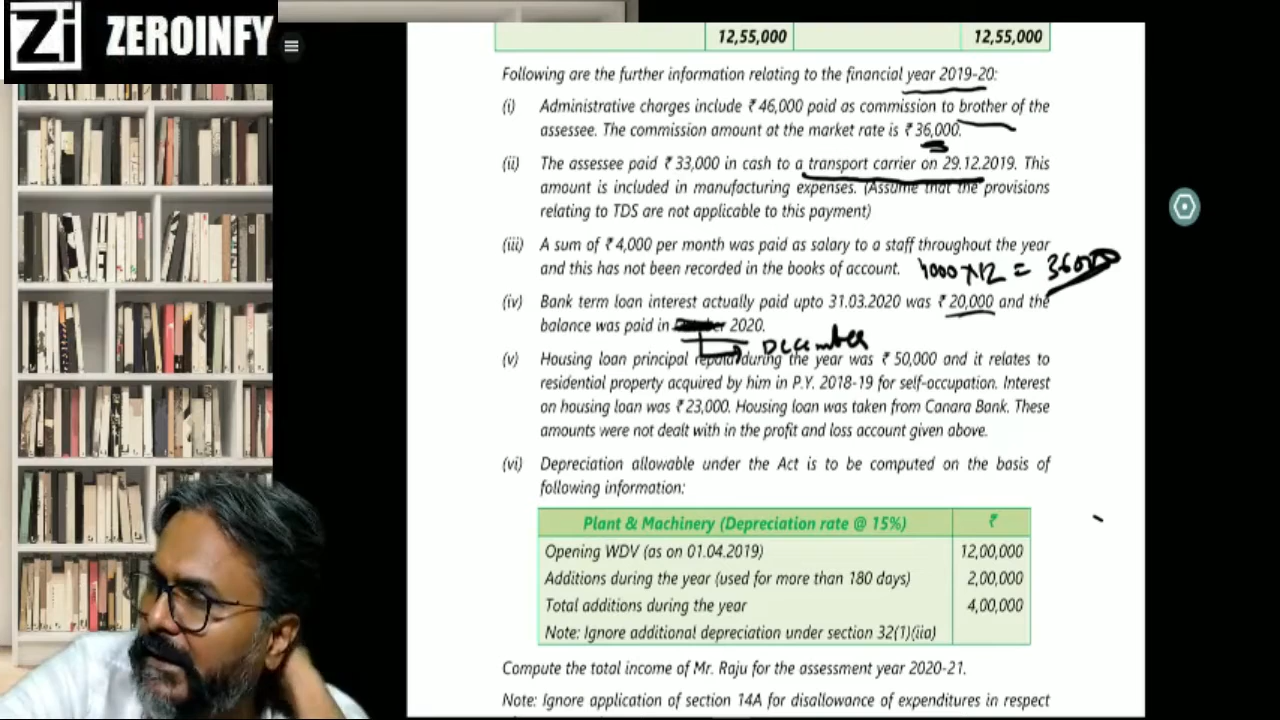 Zi ZEROINFY
12,55,000 12,55,000
Following are the further information relating to the financial year 2019-20:
(i) Administrative charges include ₹ 46,000 paid as commission to brother of the
assessee. The commission amount at the market rate is ₹ 36,000.
(ii) The assessee paid ₹ 33,000 in cash to a transport carrier on 29.12.2019. This
amount is included in manufacturing expenses. (Assume that the provisions
relating to TDS are not applicable to this payment)
(iii) A sum of ₹ 4,000 per month was paid as salary to a staff throughout the year
and this has not been recorded in the books of account. 4000 × 12 =
(iv) Bank term loan interest actually paid upto 31.03.2020 was ₹ 20,000 and the
balance was paid in 2020.
December
(v) Housing loan principal repaid during the year was ₹ 50,000 and it relates to
residential property acquired by him in P.Y. 2018-19 for self-occupation. Interest
on housing loan was ₹ 23,000. Housing loan was taken from Canara Bank. These
amounts were not dealt with in the profit and loss account given above.
(vi) Depreciation allowable under the Act is to be computed on the basis of
following information:
Plant & Machinery (Depreciation rate @ 15%) ₹
Opening WDV (as on 01.04.2019) 12,00,000
Additions during the year (used for more than 180 days) 2,00,000
Total additions during the year 4,00,000
Note: Ignore additional depreciation under section 32(1)(iia)
Compute the total income of Mr. Raju for the assessment year 2020-21.
Note: Ignore application of section 14A for disallowance of expenditures in respect